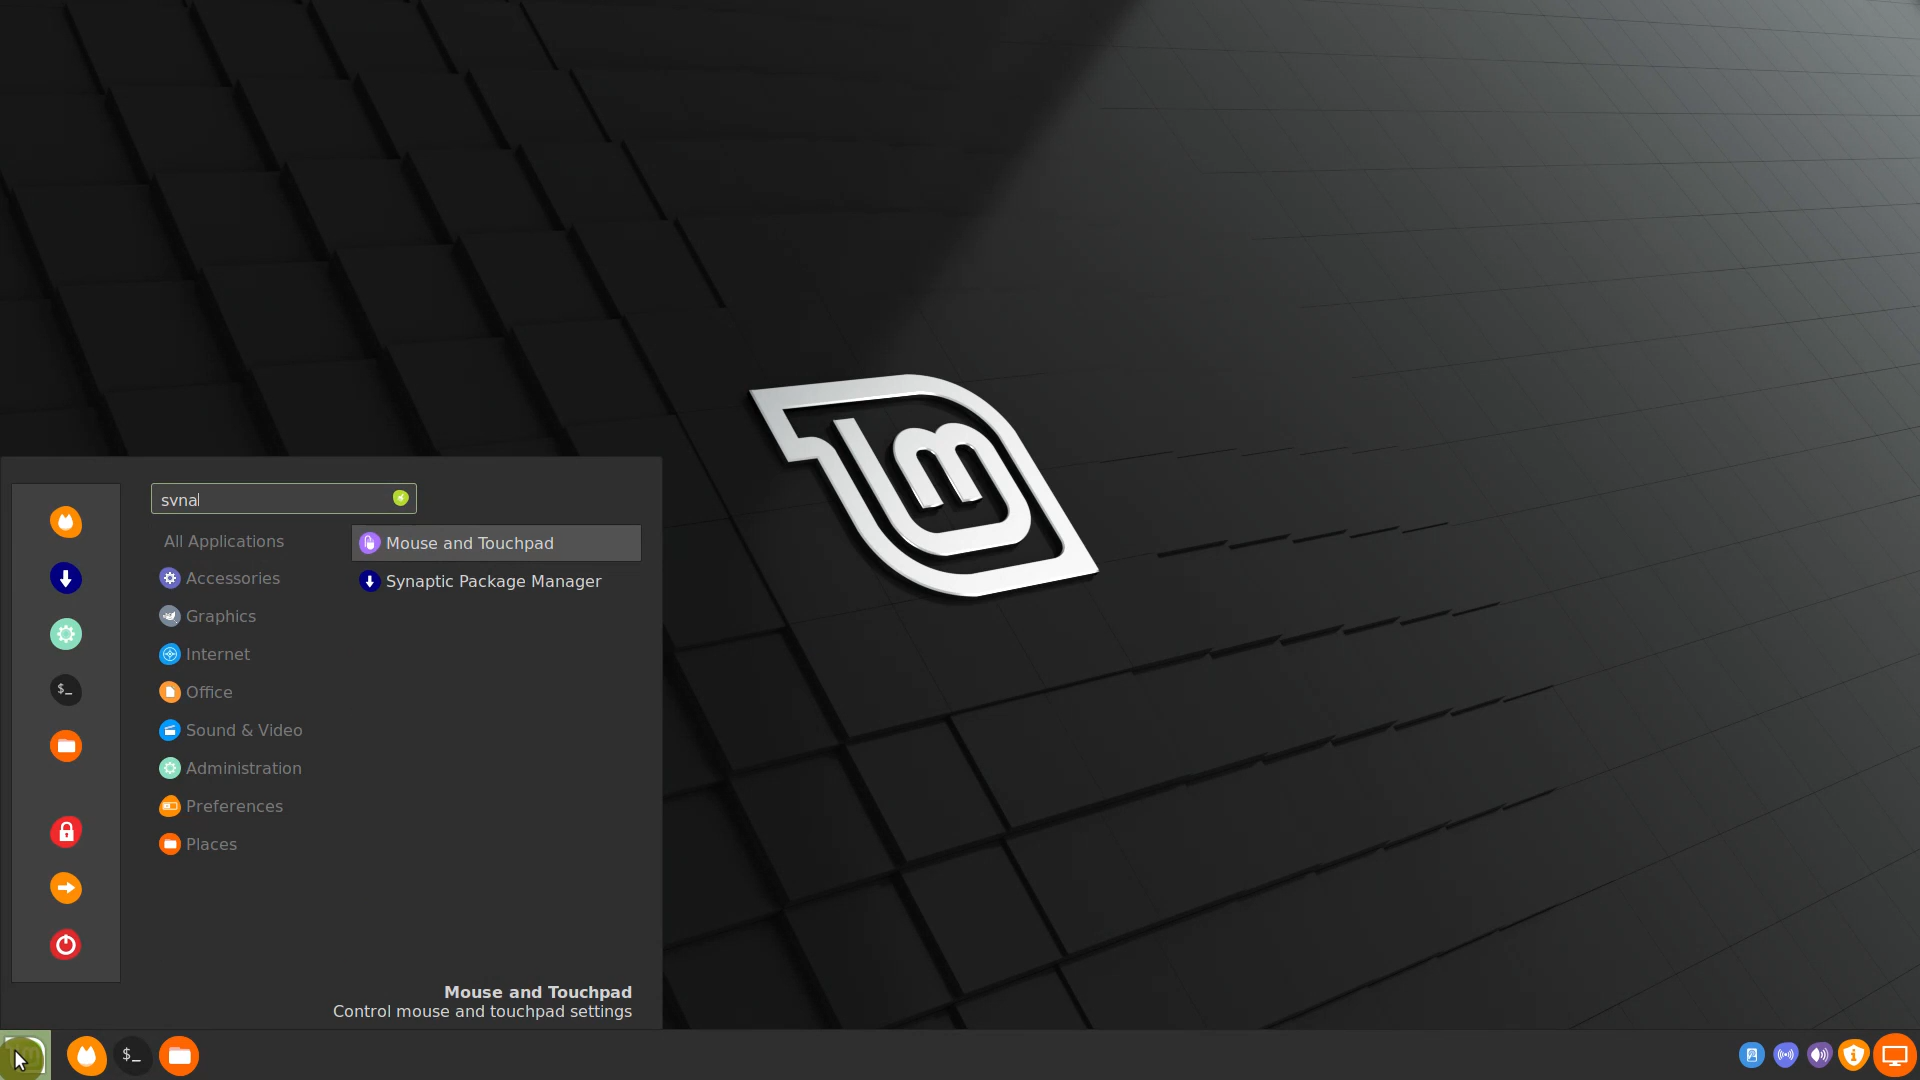 svna
All Applications
Accessories
Graphics
Internet
Office
Sound & Video
Administration
Preferences
Places
Mouse and Touchpad
Synaptic Package Manager
Mouse and Touchpad
Control mouse and touchpad settings
$_
$_